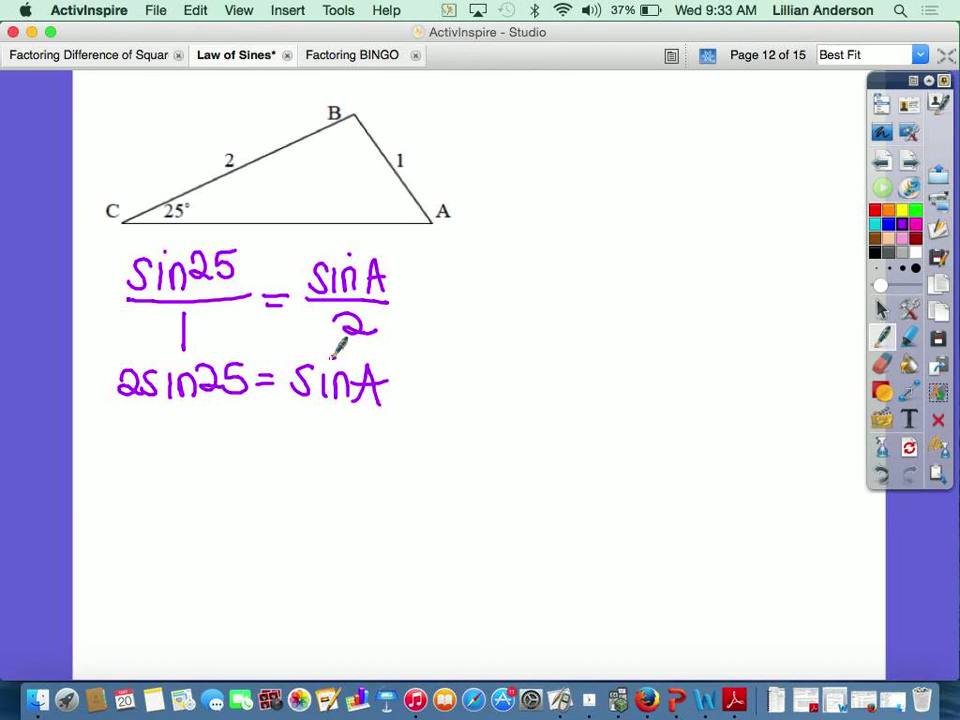 ActivInspire File Edit View Insert Tools Help 37% Wed 9:33 AM Lillian Anderson
ActivInspire - Studio
Factoring Difference of Squar Law of Sines* Factoring BINGO Page 12 of 15 Best Fit
B
2 1
C 25° A
sin25 = sinA
1 2
2sin25 = sinA